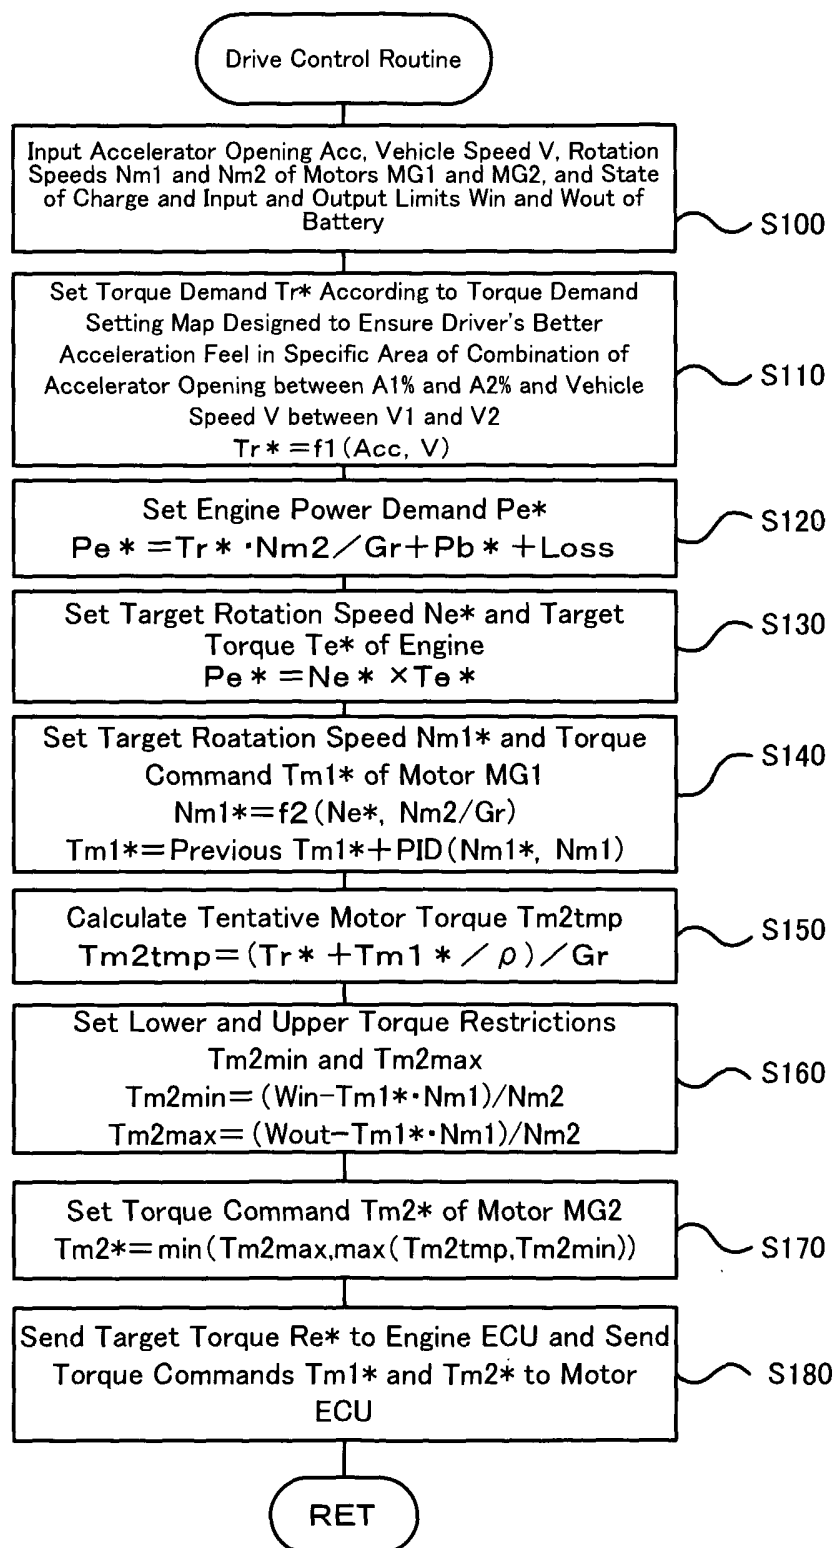 Drive Control Routine
Input Accelerator Opening Acc, Vehicle Speed V, Rotation
Speeds Nm1 and Nm2 of Motors MG1 and MG2, and State
of Charge and Input and Output Limits Win and Wout of
Battery
S100
Set Torque Demand Tr* According to Torque Demand
Setting Map Designed to Ensure Driver's Better
Acceleration Feel in Specific Area of Combination of
Accelerator Opening between A1% and A2% and Vehicle
Speed V between V1 and V2
Tr*=f1(Acc, V)
S110
Set Engine Power Demand Pe*
Pe*=Tr*·Nm2/Gr+Pb*+Loss
S120
Set Target Rotation Speed Ne* and Target
Torque Te* of Engine
Pe*=Ne*×Te*
S130
Set Target Roatation Speed Nm1* and Torque
Command Tm1* of Motor MG1
Nm1*=f2(Ne*, Nm2/Gr)
Tm1*=Previous Tm1*+PID(Nm1*, Nm1)
S140
Calculate Tentative Motor Torque Tm2tmp
Tm2tmp=(Tr*+Tm1*/ρ)/Gr
S150
Set Lower and Upper Torque Restrictions
Tm2min and Tm2max
Tm2min=(Win-Tm1*·Nm1)/Nm2
Tm2max=(Wout-Tm1*·Nm1)/Nm2
S160
Set Torque Command Tm2* of Motor MG2
Tm2*=min(Tm2max,max(Tm2tmp,Tm2min))
S170
Send Target Torque Re* to Engine ECU and Send
Torque Commands Tm1* and Tm2* to Motor
ECU
S180
RET